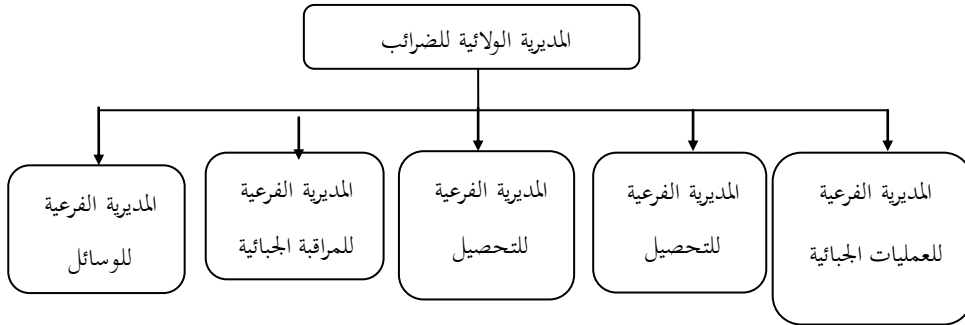 المديرية الولائية للضرائب
المديرية الفرعية
للعمليات الجبائية
المديرية الفرعية
للتحصيل
المديرية الفرعية
للتحصيل
المديرية الفرعية
للمراقبة الجبائية
المديرية الفرعية
للوسائل